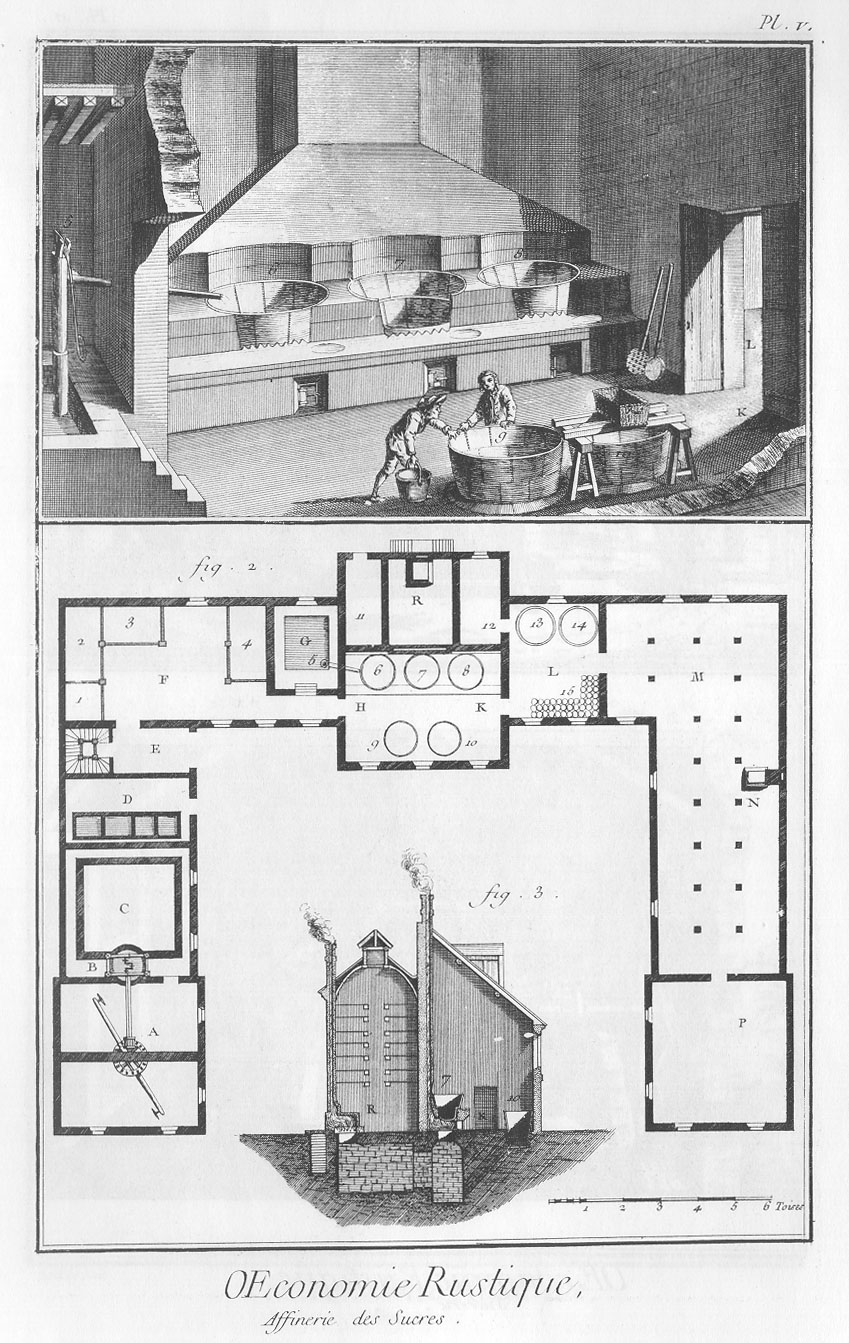 Pl. V.
5
6
7
8
9
10
L
K
fig. 2.
2
3
4
1
F
G
5
11
R
12
6
7
8
H
K
9
10
13
14
L
15
M
N
E
D
C
B
A
P
fig. 3.
R
7
K
10
1 2 3 4 5 6 Toises
OEconomie Rustique,
Affinerie des Sucres.